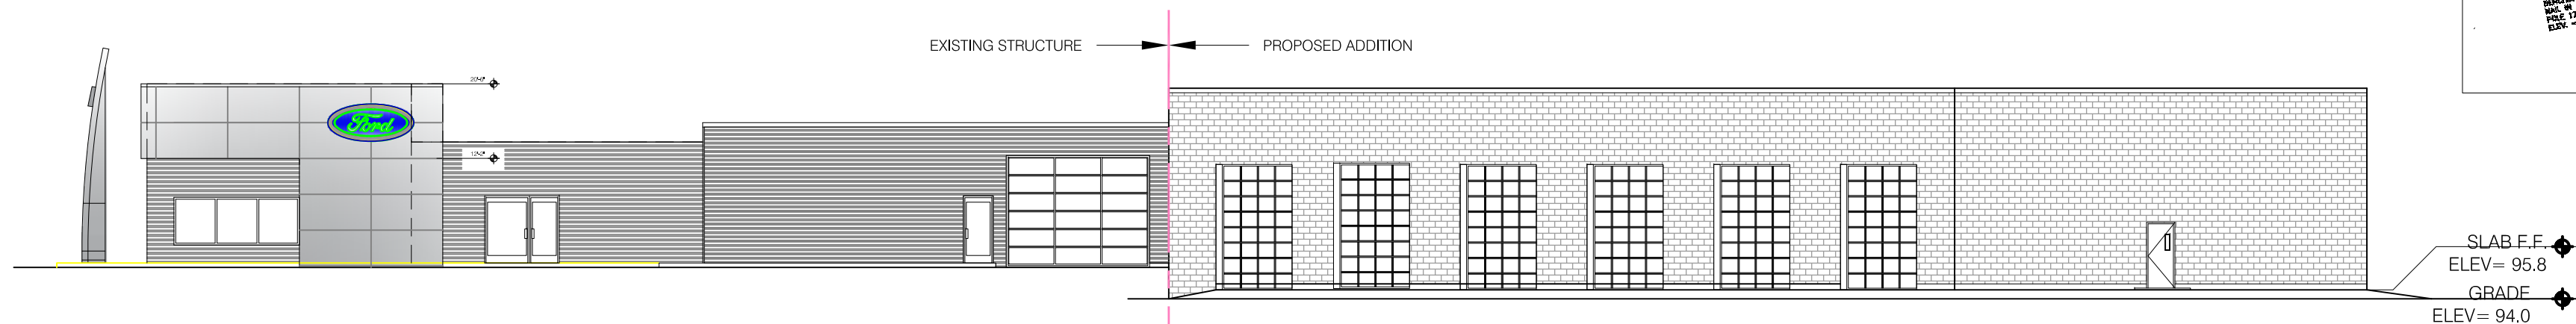 EXISTING STRUCTURE
PROPOSED ADDITION
Ford
SLAB F.F.
ELEV= 95.8
GRADE
ELEV= 94.0